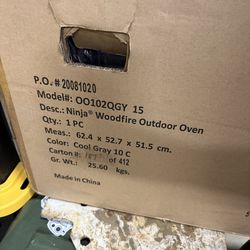 P.O.# 20081020
Model#: OO102QGY 15
Desc.: Ninja® Woodfire Outdoor Oven
Qty.: 1 PC
Meas.: 62.4 x 52.7 x 51.5 cm.
Color: Cool Gray 10 C
Carton#: of 412
Gr. Wt.: 25.60 kgs.
Made in China